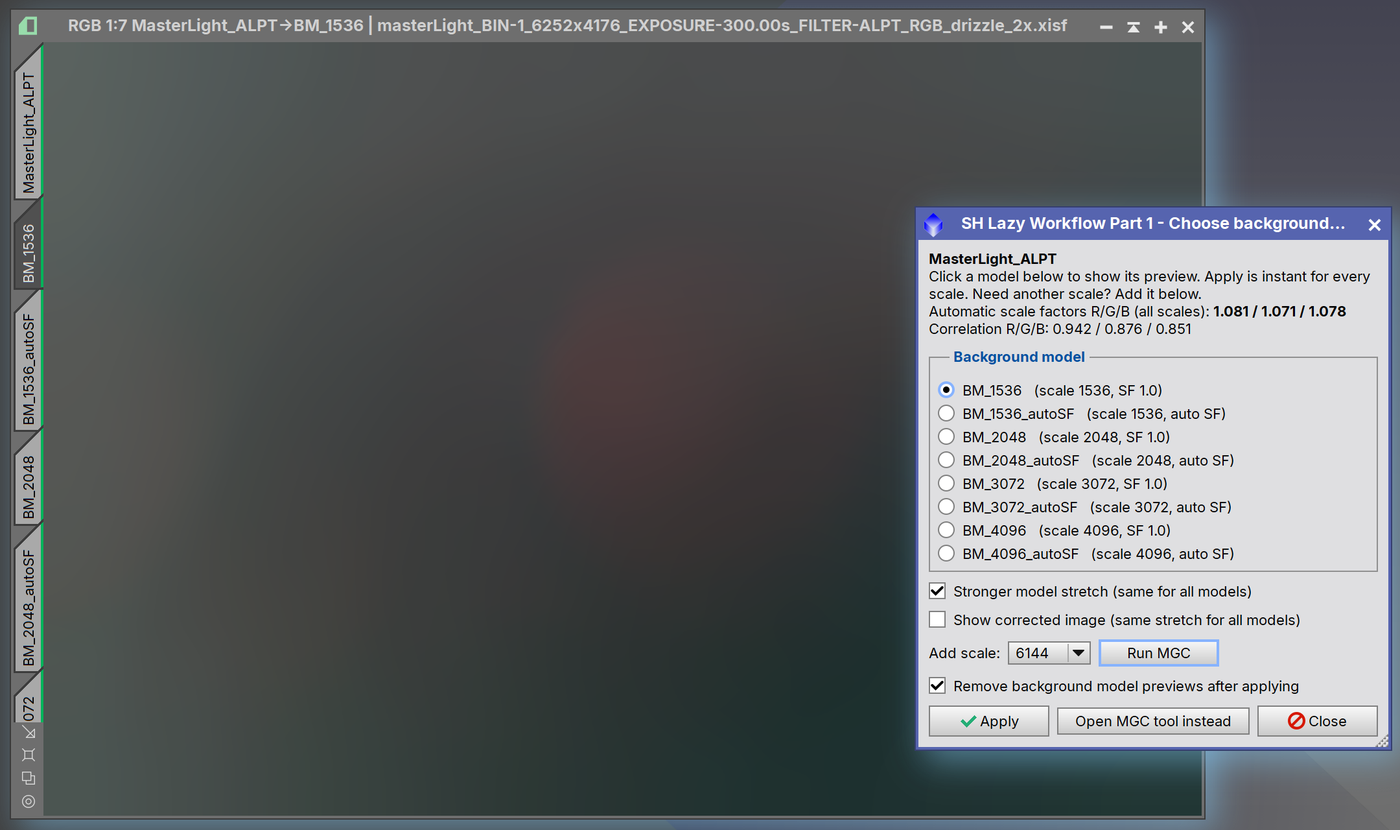 RGB 1:7 MasterLight_ALPT→BM_1536 | masterLight_BIN-1_6252x4176_EXPOSURE-300.00s_FILTER-ALPT_RGB_drizzle_2x.xisf
MasterLight_ALPT
BM_1536
BM_1536_autoSF
BM_2048
BM_2048_autoSF
072
SH Lazy Workflow Part 1 - Choose background...
MasterLight_ALPT
Click a model below to show its preview. Apply is instant for every
scale. Need another scale? Add it below.
Automatic scale factors R/G/B (all scales): 1.081 / 1.071 / 1.078
Correlation R/G/B: 0.942 / 0.876 / 0.851
Background model
BM_1536 (scale 1536, SF 1.0)
BM_1536_autoSF (scale 1536, auto SF)
BM_2048 (scale 2048, SF 1.0)
BM_2048_autoSF (scale 2048, auto SF)
BM_3072 (scale 3072, SF 1.0)
BM_3072_autoSF (scale 3072, auto SF)
BM_4096 (scale 4096, SF 1.0)
BM_4096_autoSF (scale 4096, auto SF)
Stronger model stretch (same for all models)
Show corrected image (same stretch for all models)
Add scale: 6144 Run MGC
Remove background model previews after applying
Apply Open MGC tool instead Close